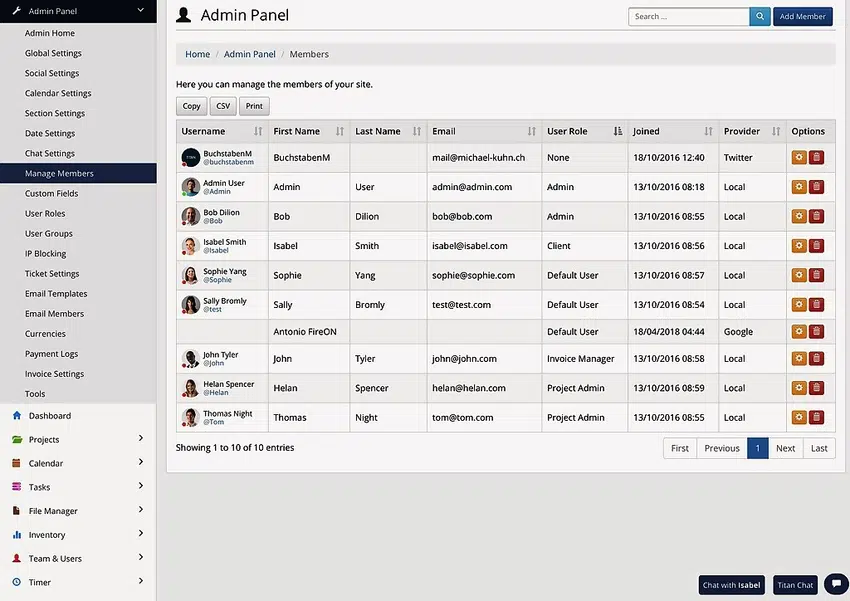 Admin Panel
Admin Home
Global Settings
Social Settings
Calendar Settings
Section Settings
Date Settings
Chat Settings
Manage Members
Custom Fields
User Roles
User Groups
IP Blocking
Ticket Settings
Email Templates
Email Members
Currencies
Payment Logs
Invoice Settings
Tools
Dashboard
Projects
Calendar
Tasks
File Manager
Inventory
Team & Users
Timer
Admin Panel
Search ...
Add Member
Home / Admin Panel / Members
Here you can manage the members of your site.
Copy CSV Print
Username First Name Last Name Email User Role Joined Provider Options
BuchstabenM
@buchstabenm
BuchstabenM mail@michael-kuhn.ch None 18/10/2016 12:40 Twitter
Admin User
@Admin
Admin User admin@admin.com Admin 13/10/2016 08:18 Local
Bob Dilion
@Bob
Bob Dilion bob@bob.com Admin 13/10/2016 08:55 Local
Isabel Smith
@Isabel
Isabel Smith isabel@isabel.com Client 13/10/2016 08:56 Local
Sophie Yang
@Sophie
Sophie Yang sophie@sophie.com Default User 13/10/2016 08:57 Local
Sally Bromly
@test
Sally Bromly test@test.com Default User 13/10/2016 08:54 Local
Antonio FireON Default User 18/04/2018 04:44 Google
John Tyler
@John
John Tyler john@john.com Invoice Manager 13/10/2016 08:58 Local
Helan Spencer
@Helan
Helan Spencer helan@helan.com Project Admin 13/10/2016 08:59 Local
Thomas Night
@Tom
Thomas Night tom@tom.com Project Admin 13/10/2016 08:55 Local
Showing 1 to 10 of 10 entries
First Previous 1 Next Last
Chat with Isabel
Titan Chat